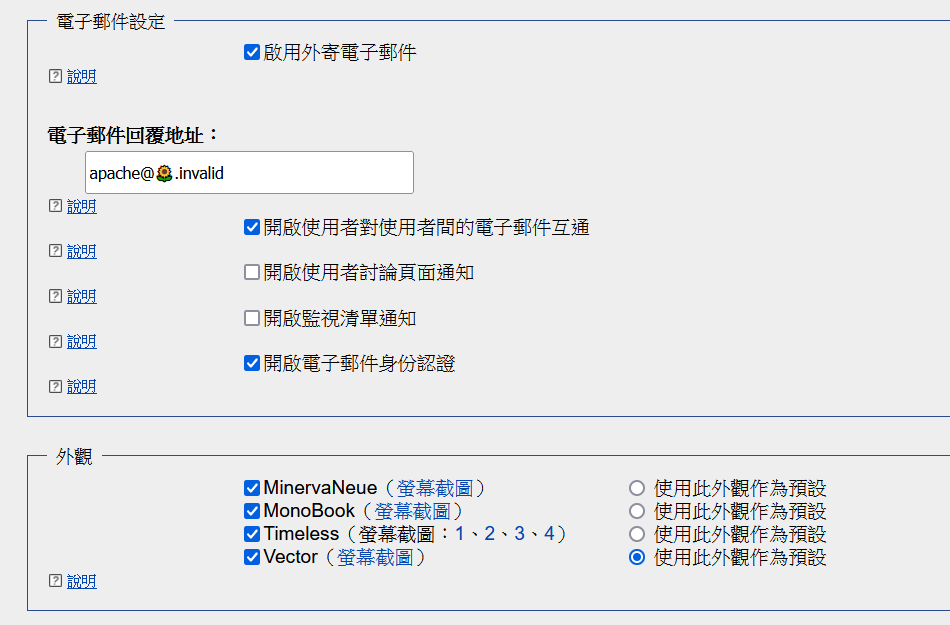 電子郵件設定
啟用外寄電子郵件
說明
電子郵件回覆地址：
apache@🌻.invalid
說明
開啟使用者對使用者間的電子郵件互通
說明
開啟使用者討論頁面通知
說明
開啟監視清單通知
說明
開啟電子郵件身份認證
說明
外觀
MinervaNeue（螢幕截圖） 使用此外觀作為預設
MonoBook（螢幕截圖） 使用此外觀作為預設
Timeless（螢幕截圖：1、2、3、4） 使用此外觀作為預設
Vector（螢幕截圖） 使用此外觀作為預設
說明